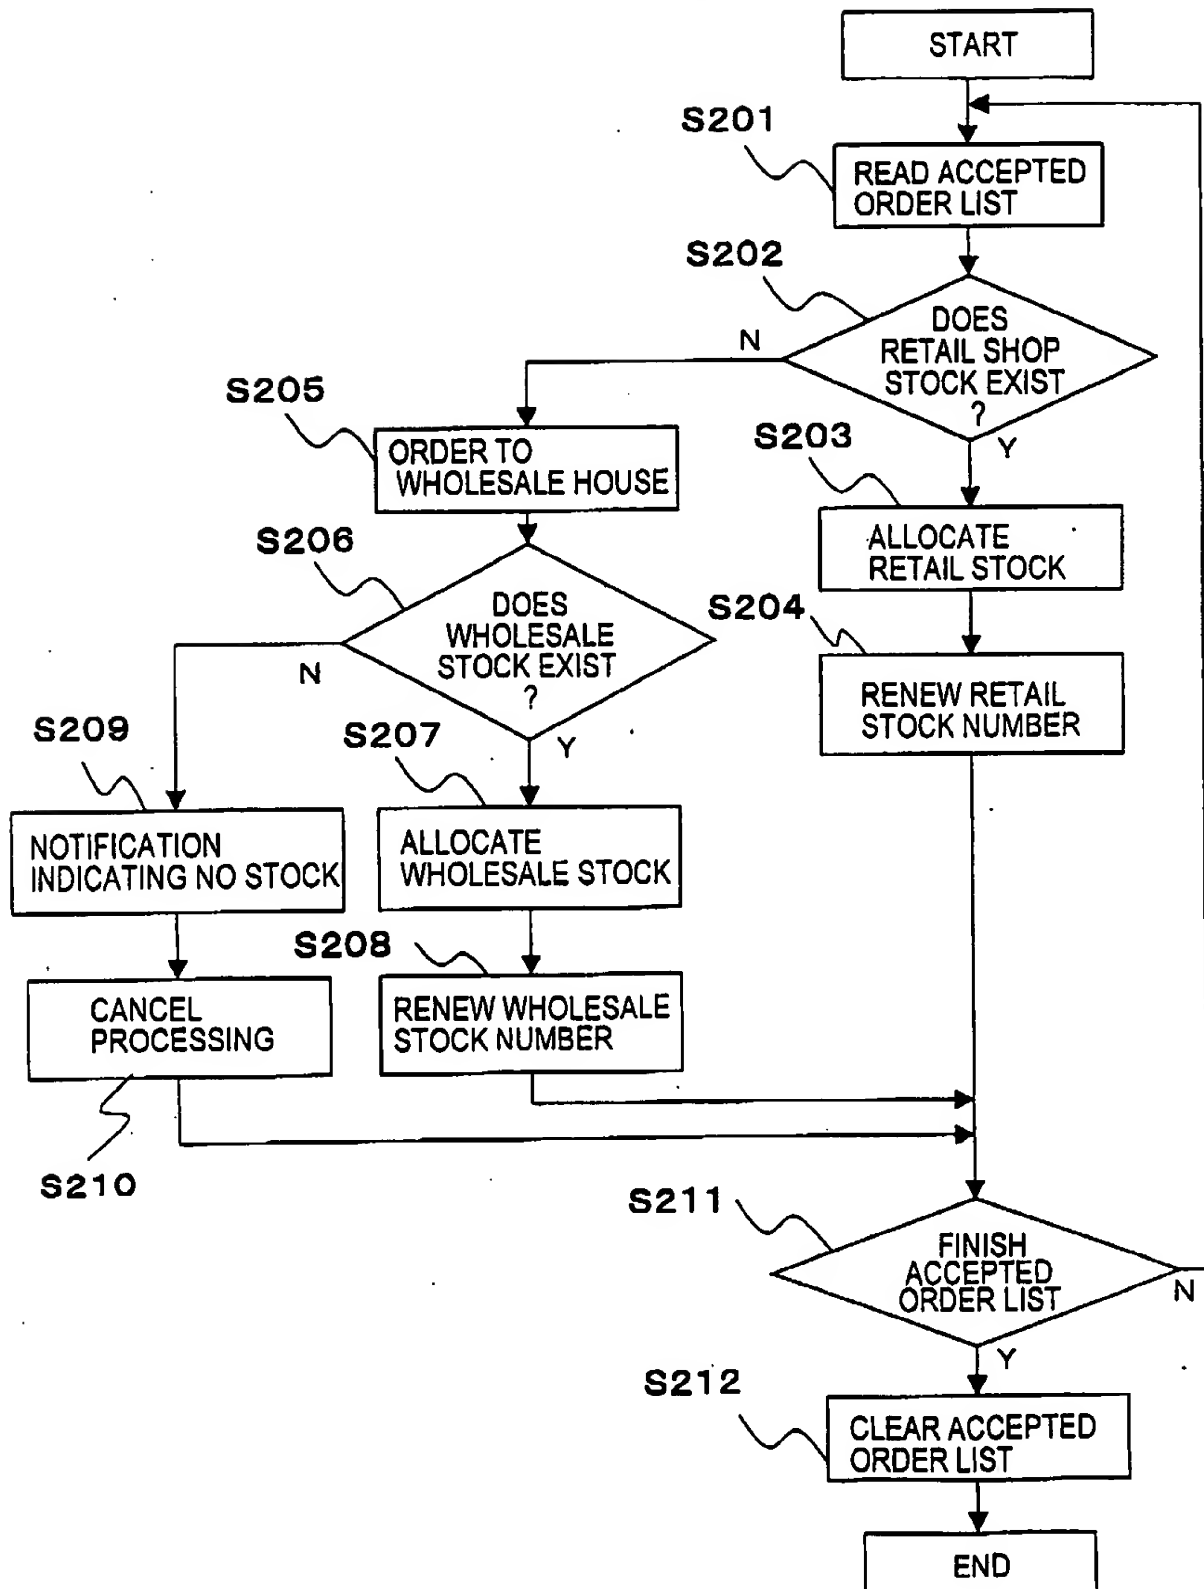 START
S201
READ ACCEPTED
ORDER LIST
S202
DOES
RETAIL SHOP
STOCK EXIST
?
N
Y
S205
ORDER TO
WHOLESALE HOUSE
S203
ALLOCATE
RETAIL STOCK
S206
DOES
WHOLESALE
STOCK EXIST
?
N
Y
S204
RENEW RETAIL
STOCK NUMBER
S209
NOTIFICATION
INDICATING NO STOCK
S207
ALLOCATE
WHOLESALE STOCK
S208
RENEW WHOLESALE
STOCK NUMBER
CANCEL
PROCESSING
S210
S211
FINISH
ACCEPTED
ORDER LIST
N
Y
S212
CLEAR ACCEPTED
ORDER LIST
END